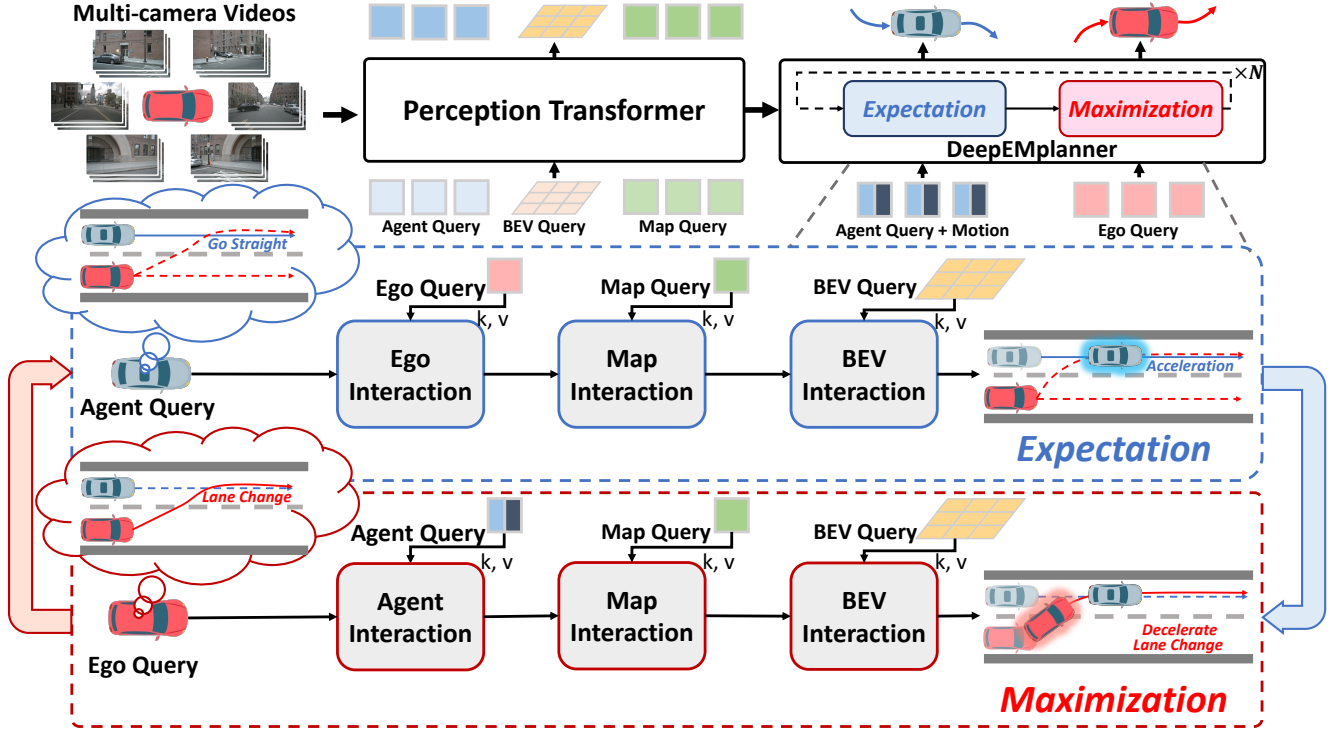 Multi-camera Videos
Perception Transformer
×N
Expectation
Maximization
DeepEMplanner
Agent Query
BEV Query
Map Query
Agent Query + Motion
Ego Query
Go Straight
Ego Query
Map Query
BEV Query
k, v
k, v
k, v
Ego
Interaction
Map
Interaction
BEV
Interaction
Acceleration
Agent Query
Expectation
Lane Change
Agent Query
Map Query
BEV Query
k, v
k, v
k, v
Agent
Interaction
Map
Interaction
BEV
Interaction
Decelerate
Lane Change
Ego Query
Maximization